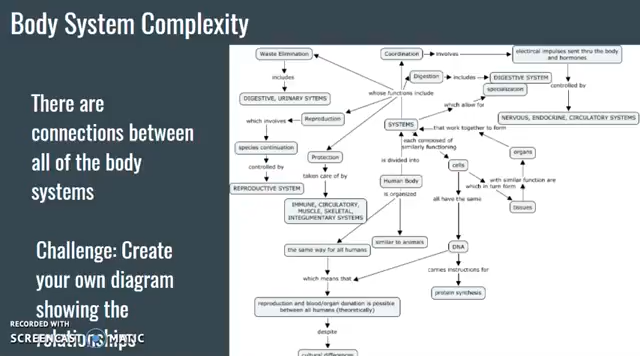 Body System Complexity
There are
connections between
all of the body
systems
Challenge: Create
your own diagram
showing the
relationships
RECORDED WITH
SCREENCAST MATIC
Waste Elimination
includes
DIGESTIVE, URINARY SYTEMS
Coordination
involves
electrical impulses sent thru the body
and hormones
controlled by
NERVOUS, ENDOCRINE, CIRCULATORY SYSTEMS
Digestion
includes
DIGESTIVE SYSTEM
whose functions include
specialization
which allow for
which involves
Reproduction
species continuation
controlled by
REPRODUCTIVE SYSTEM
Protection
taken care of by
IMMUNE, CIRCULATORY,
MUSCLE, SKELETAL,
INTEGUMENTARY SYSTEMS
SYSTEMS
that work together to form
each composed of
similarly functioning
is divided into
cells
organs
with similar function are
which in turn form
tissues
Human Body
is organized
all have the same
the same way for all humans
similar to animals
DNA
carries instructions for
protein synthesis
which means that
reproduction and blood/organ donation is possible
between all humans (theoretically)
despite
cultural differences